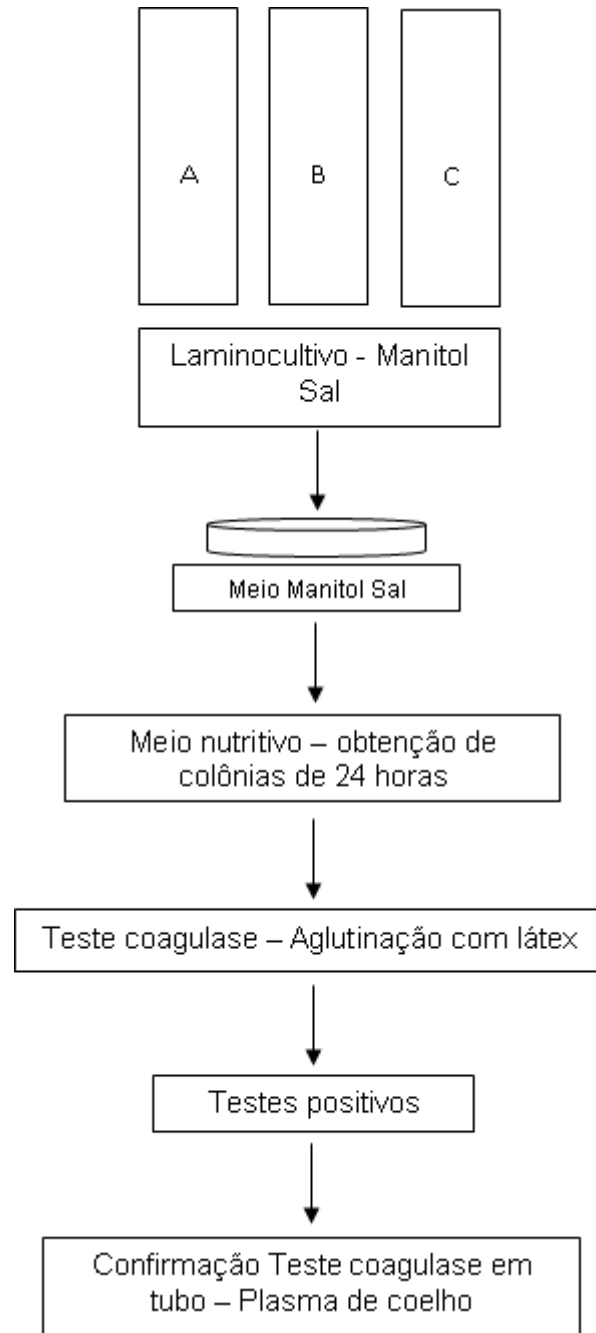 A
B
C
Laminocultivo - Manitol
Sal
Meio Manitol Sal
Meio nutritivo – obtenção de
colônias de 24 horas
Teste coagulase – Aglutinação com látex
Testes positivos
Confirmação Teste coagulase em
tubo – Plasma de coelho